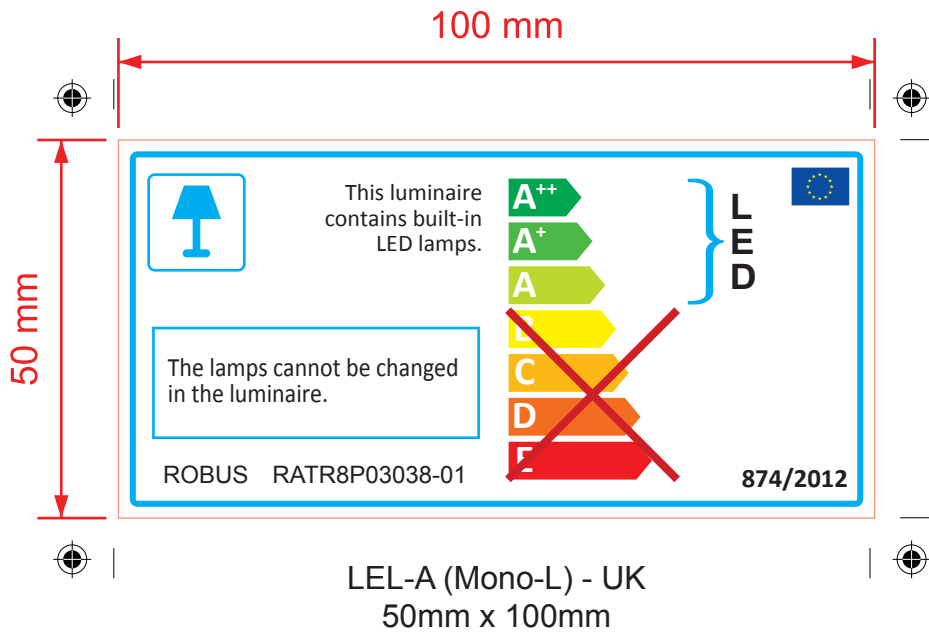 100 mm
50 mm
This luminaire
contains built-in
LED lamps.
A++
A+
A
B
C
D
E
L
E
D
The lamps cannot be changed
in the luminaire.
ROBUS RATR8P03038-01
874/2012
LEL-A (Mono-L) - UK
50mm x 100mm